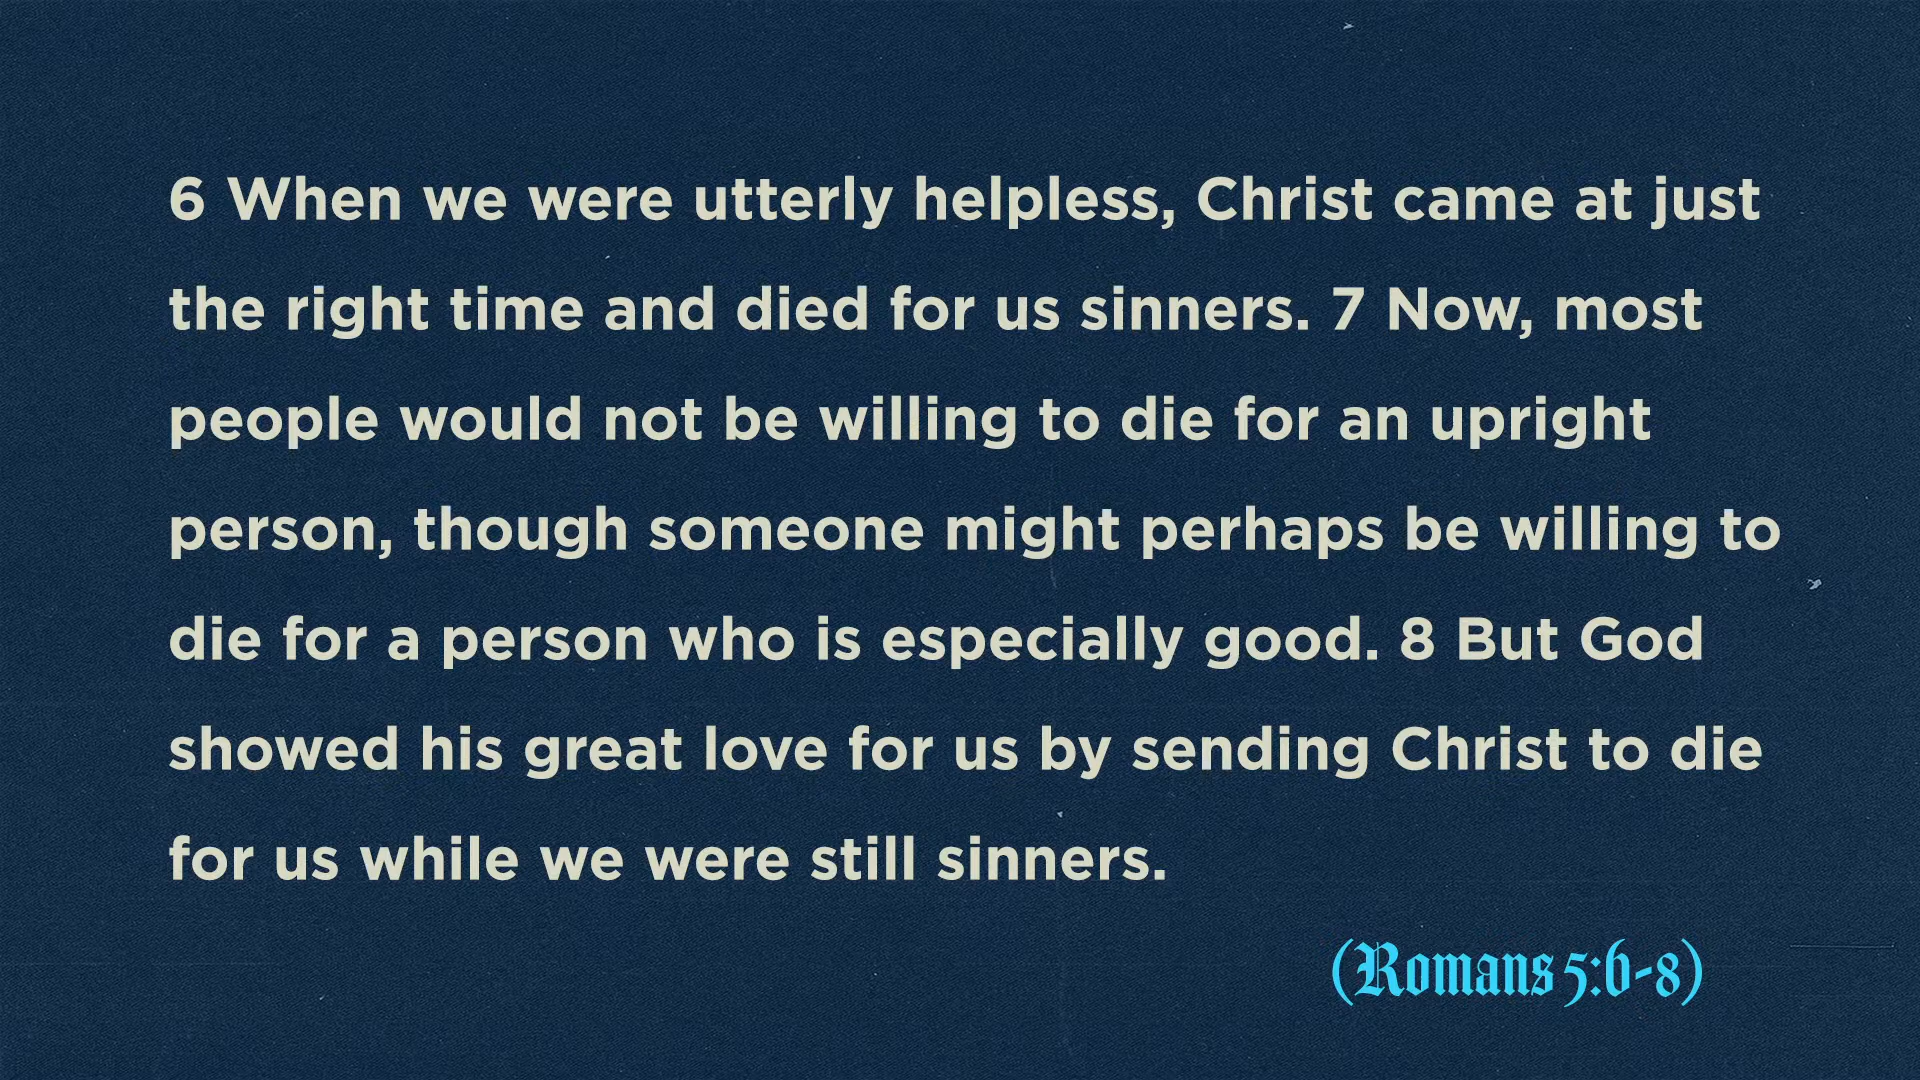 6 When we were utterly helpless, Christ came at just
the right time and died for us sinners. 7 Now, most
people would not be willing to die for an upright
person, though someone might perhaps be willing to
die for a person who is especially good. 8 But God
showed his great love for us by sending Christ to die
for us while we were still sinners.
(Romans 5:6-8)